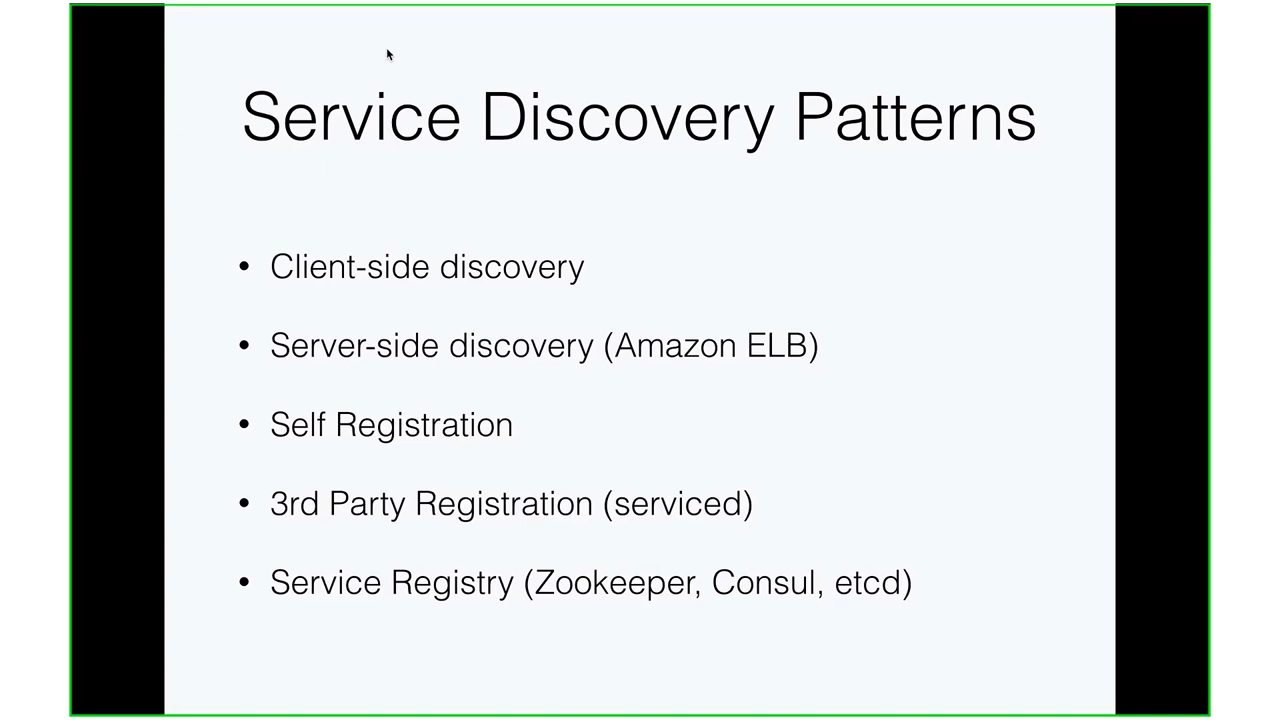 Service Discovery Patterns
• Client-side discovery
• Server-side discovery (Amazon ELB)
• Self Registration
• 3rd Party Registration (serviced)
• Service Registry (Zookeeper, Consul, etcd)